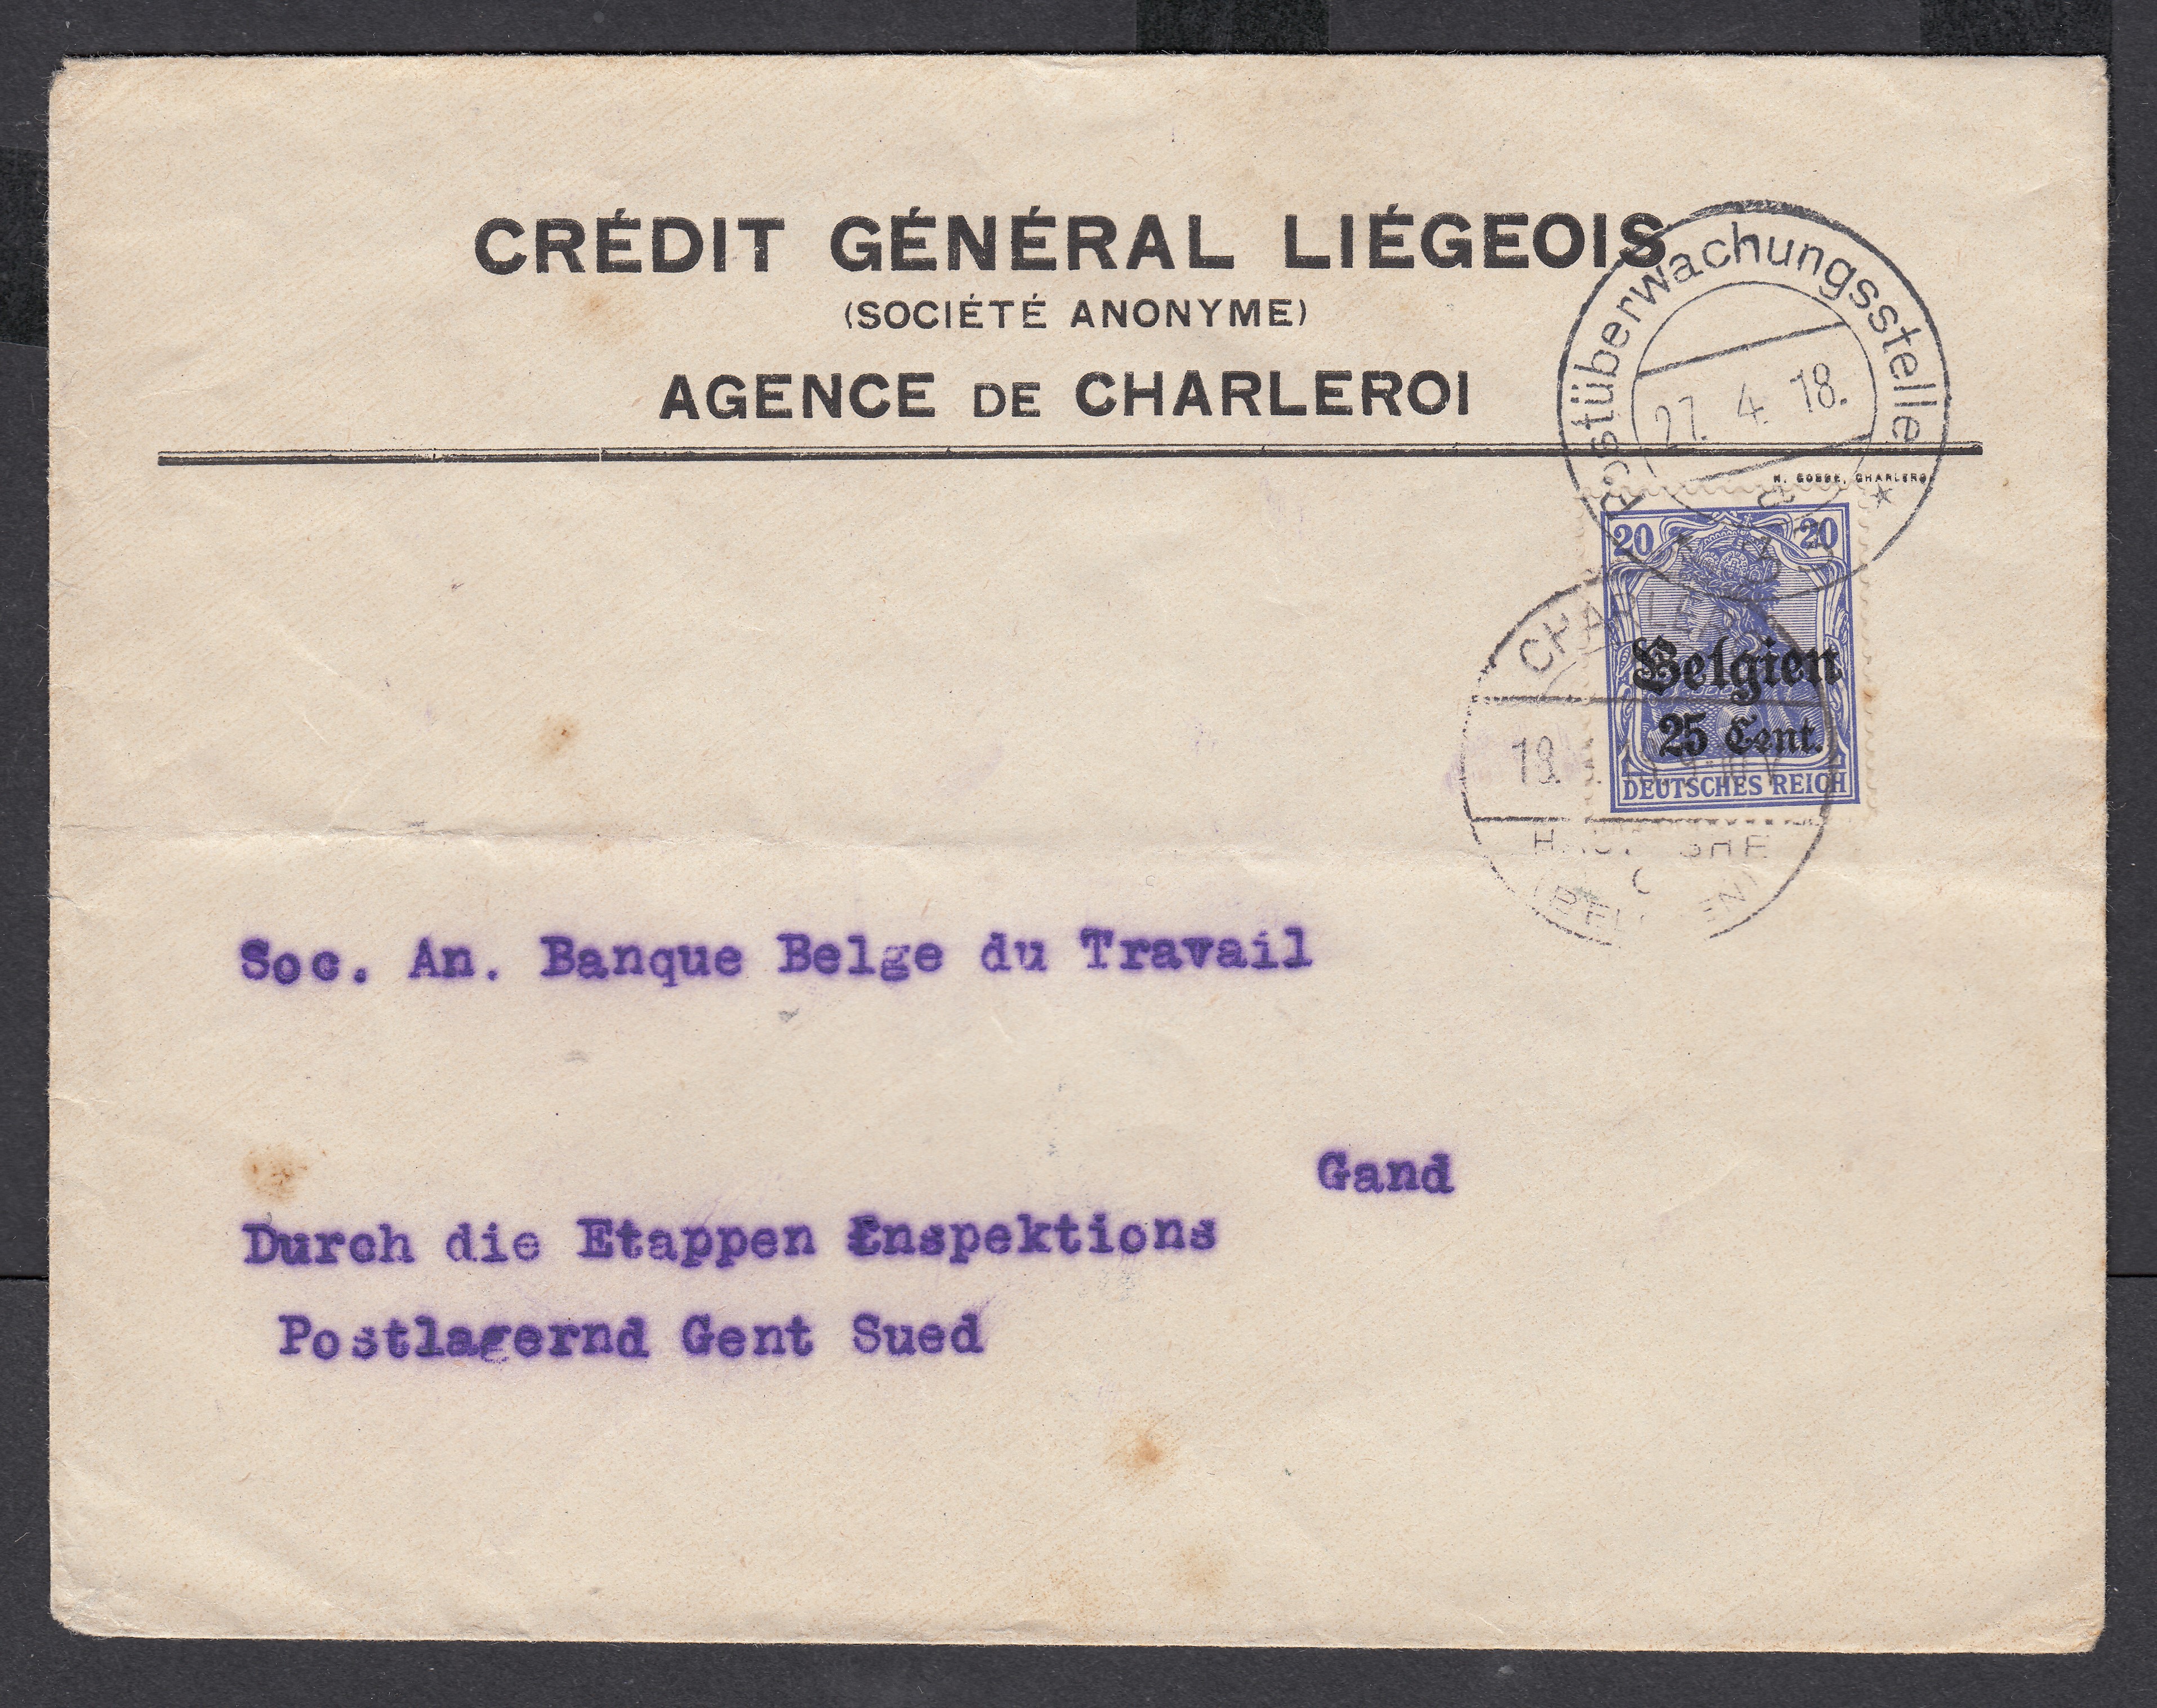 CRÉDIT GÉNÉRAL LIÉGEOIS
(SOCIÉTÉ ANONYME)
AGENCE DE CHARLEROI
Postüberwachungsstelle
27. 4. 18.
20 20
Belgien
25 Cent.
DEUTSCHES REICH
Soc. An. Banque Belge du Travail
Gand
Durch die Etappen Enspektions
Postlagernd Gent Sued